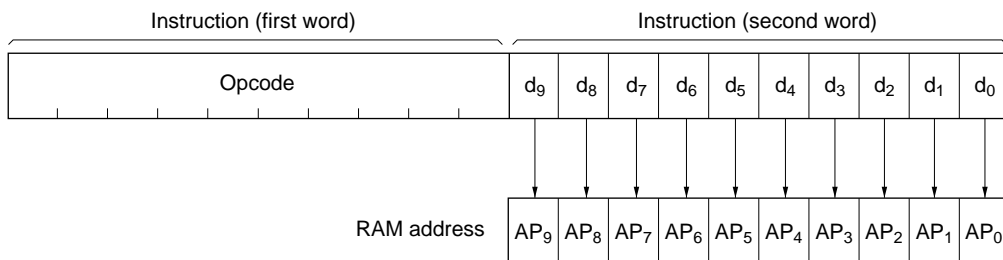 Instruction (first word) Instruction (second word)
Opcode d₉ d₈ d₇ d₆ d₅ d₄ d₃ d₂ d₁ d₀
RAM address AP₉ AP₈ AP₇ AP₆ AP₅ AP₄ AP₃ AP₂ AP₁ AP₀